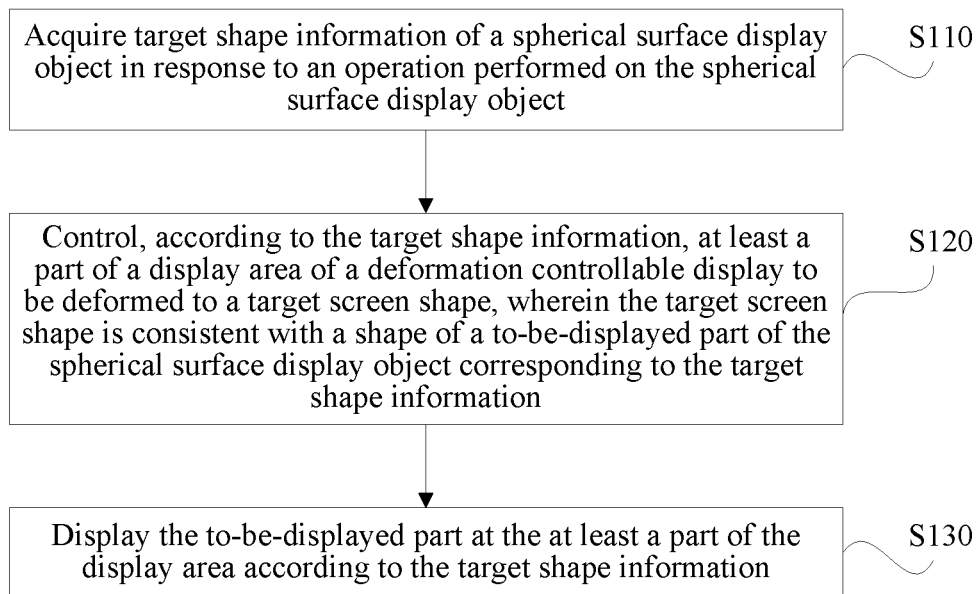 Acquire target shape information of a spherical surface display
object in response to an operation performed on the spherical
surface display object
S110
Control, according to the target shape information, at least a
part of a display area of a deformation controllable display to
be deformed to a target screen shape, wherein the target screen
shape is consistent with a shape of a to-be-displayed part of the
spherical surface display object corresponding to the target
shape information
S120
Display the to-be-displayed part at the at least a part of the
display area according to the target shape information
S130